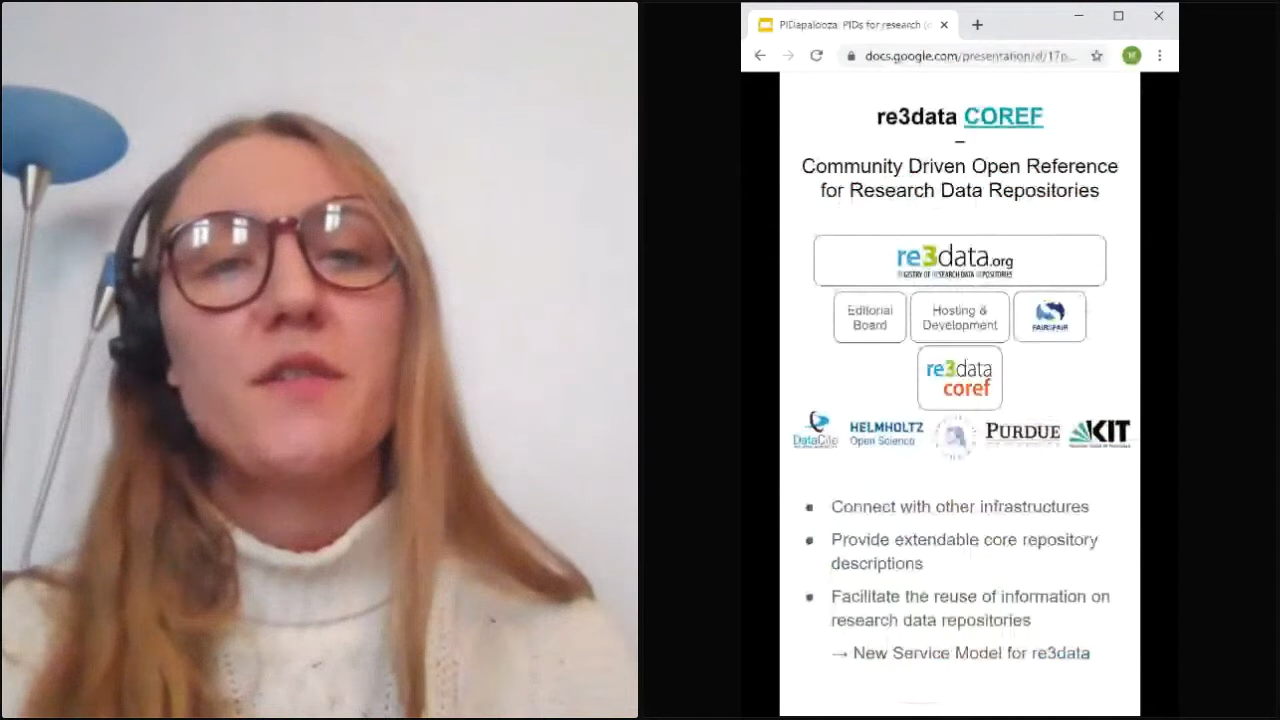 PIDapalooza: PIDs for research (
docs.google.com/presentation/d/17p...
re3data COREF
–
Community Driven Open Reference
for Research Data Repositories
re3data.org
REGISTRY OF RESEARCH DATA REPOSITORIES
Editorial
Board
Hosting &
Development
FAIRsFAIR
re3data
coref
DataCite
HELMHOLTZ
Open Science
PURDUE
KIT
Connect with other infrastructures
Provide extendable core repository
descriptions
Facilitate the reuse of information on
research data repositories
→ New Service Model for re3data